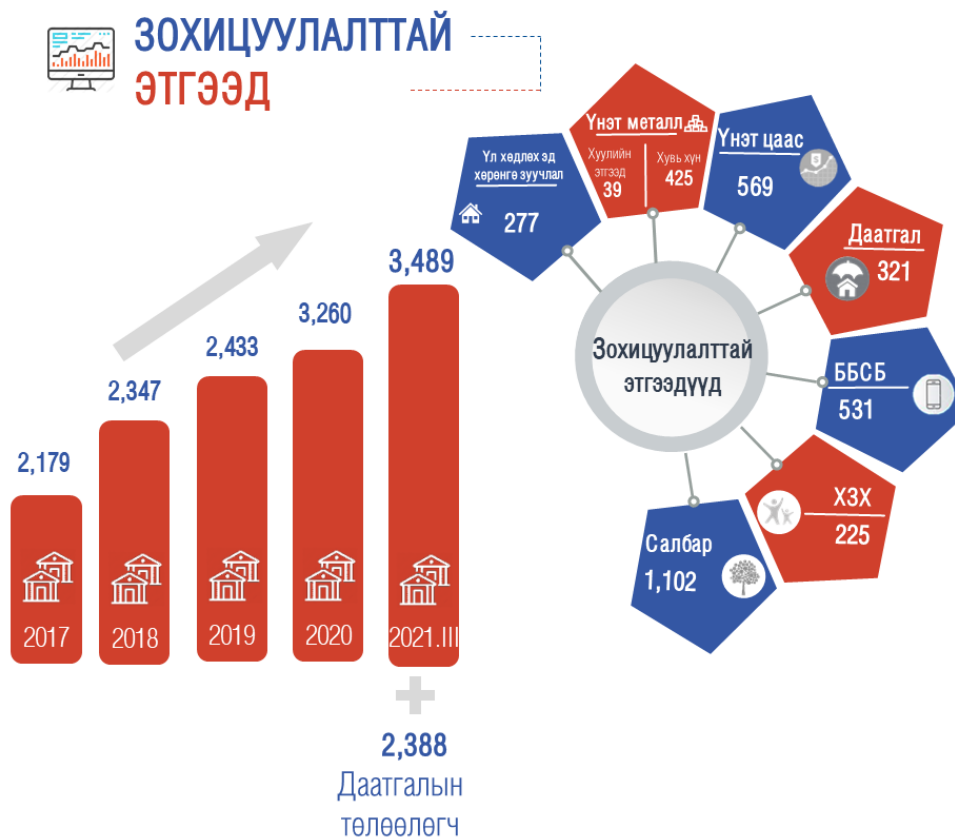 ЗОХИЦУУЛАЛТТАЙ
ЭТГЭЭД
2,179
2,347
2,433
3,260
3,489
2017
2018
2019
2020
2021.III
2,388
Даатгалын
төлөөлөгч
Үл хөдлөх эд
хөрөнгө зуучлал
277
Үнэт металл
Хуулийн
этгээд
39
Хувь хүн
425
Үнэт цаас
569
Даатгал
321
ББСБ
531
ХЗХ
225
Салбар
1,102
Зохицуулалттай
этгээдүүд